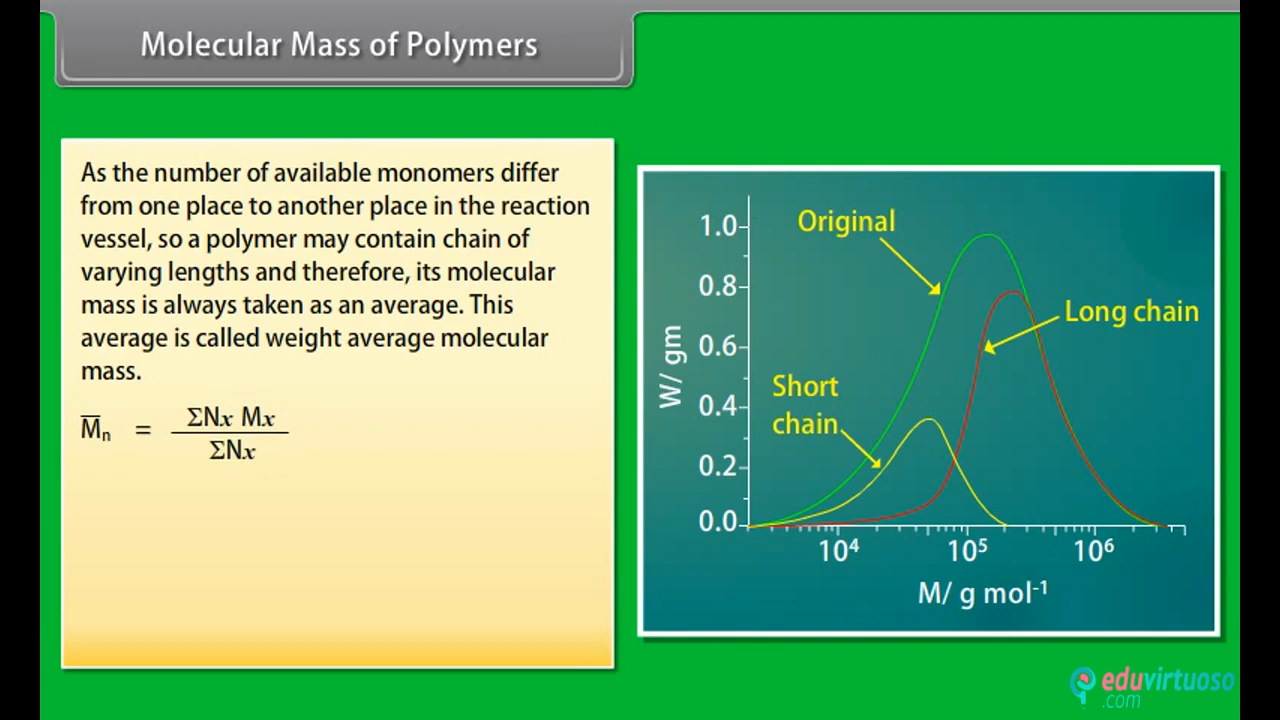 Molecular Mass of Polymers
As the number of available monomers differ
from one place to another place in the reaction
vessel, so a polymer may contain chain of
varying lengths and therefore, its molecular
mass is always taken as an average. This
average is called weight average molecular
mass.
M̅ₙ = ΣNx Mx
ΣNx
Original
Long chain
Short
chain
W/ gm
1.0
0.8
0.6
0.4
0.2
0.0
10⁴ 10⁵ 10⁶
M/ g mol⁻¹
eduvirtuoso
.com